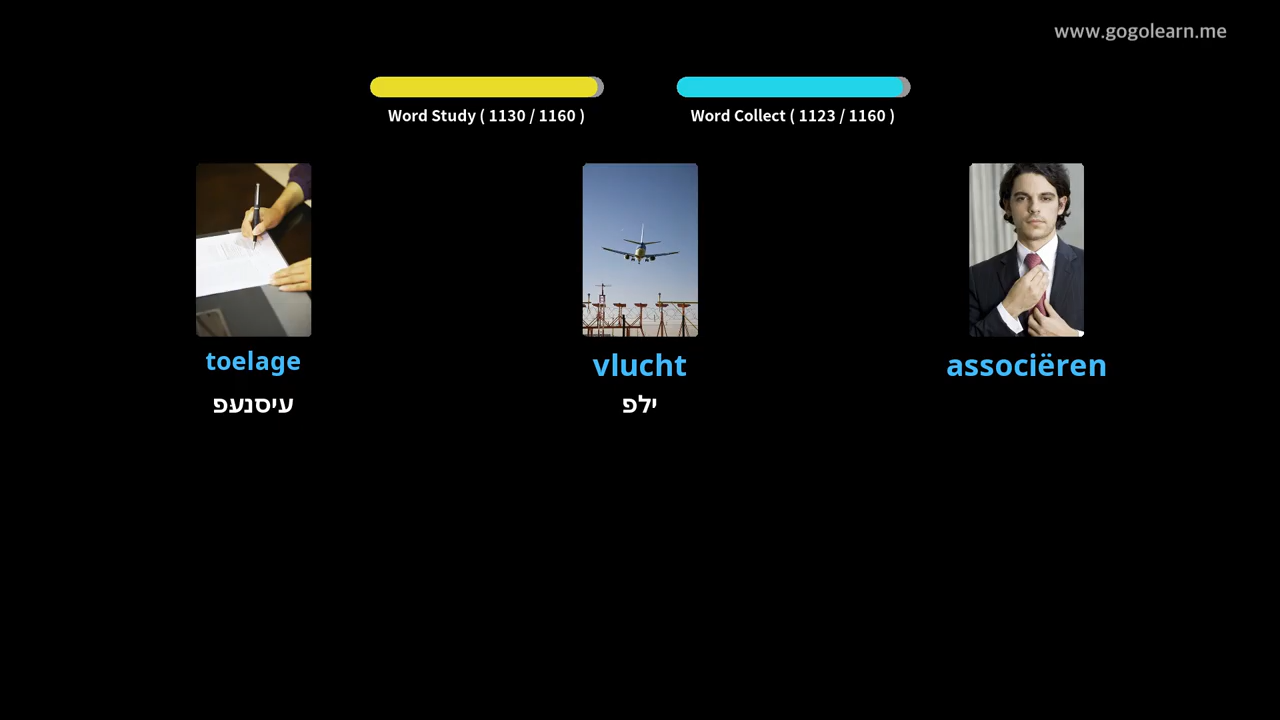 www.gogolearn.me
Word Study ( 1130 / 1160 )
Word Collect ( 1123 / 1160 )
toelage
vlucht
associëren
עיסנעפ
ילפ